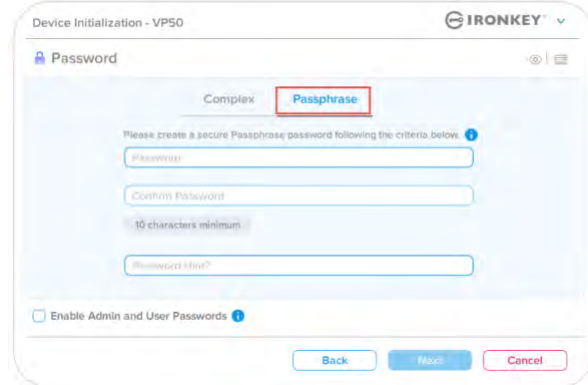 Device Initialization - VP50
IRONKEY
Password
Complex Passphrase
Please create a secure Passphrase password following the criteria below.
Password
Confirm Password
10 characters minimum
Password Hint?
Enable Admin and User Passwords
Back Next Cancel